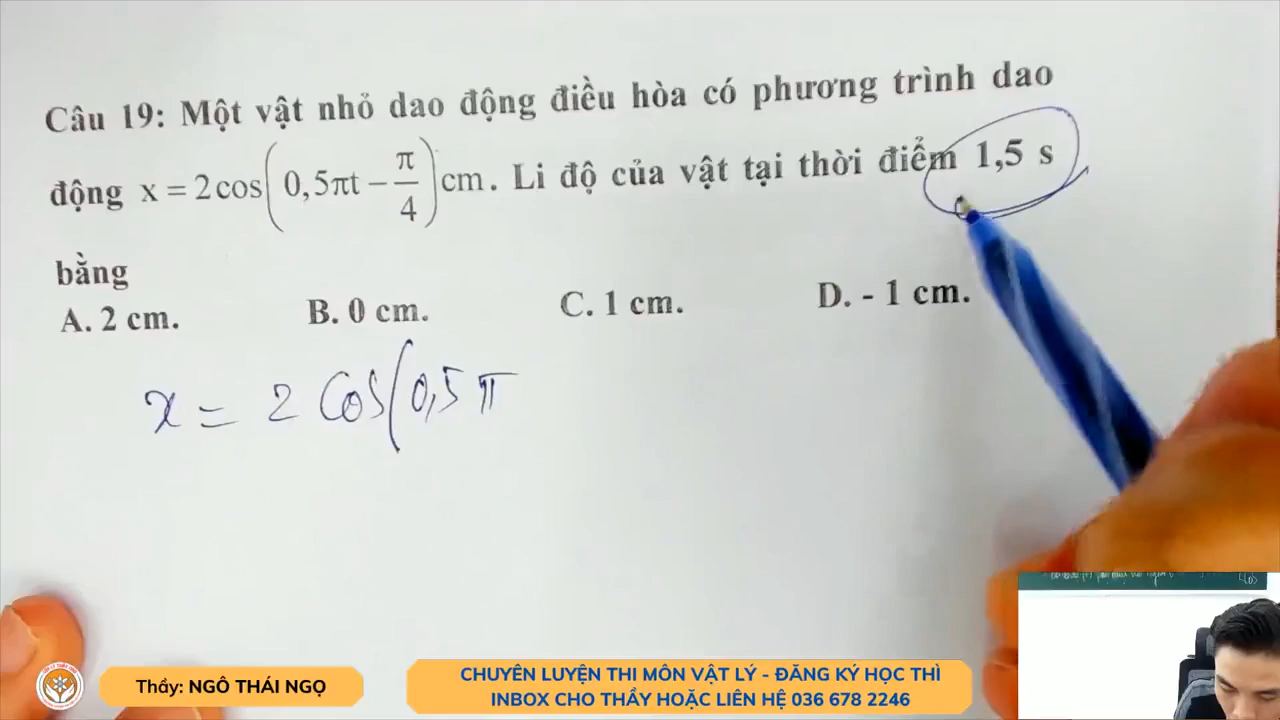 Câu 19: Một vật nhỏ dao động điều hòa có phương trình dao
động x = 2cos(0,5πt − π/4)cm. Li độ của vật tại thời điểm 1,5 s
bằng
A. 2 cm. B. 0 cm. C. 1 cm. D. - 1 cm.
x = 2 cos(0,5 π
Thầy: NGÔ THÁI NGỌ
CHUYÊN LUYỆN THI MÔN VẬT LÝ - ĐĂNG KÝ HỌC THÌ
INBOX CHO THẦY HOẶC LIÊN HỆ 036 678 2246